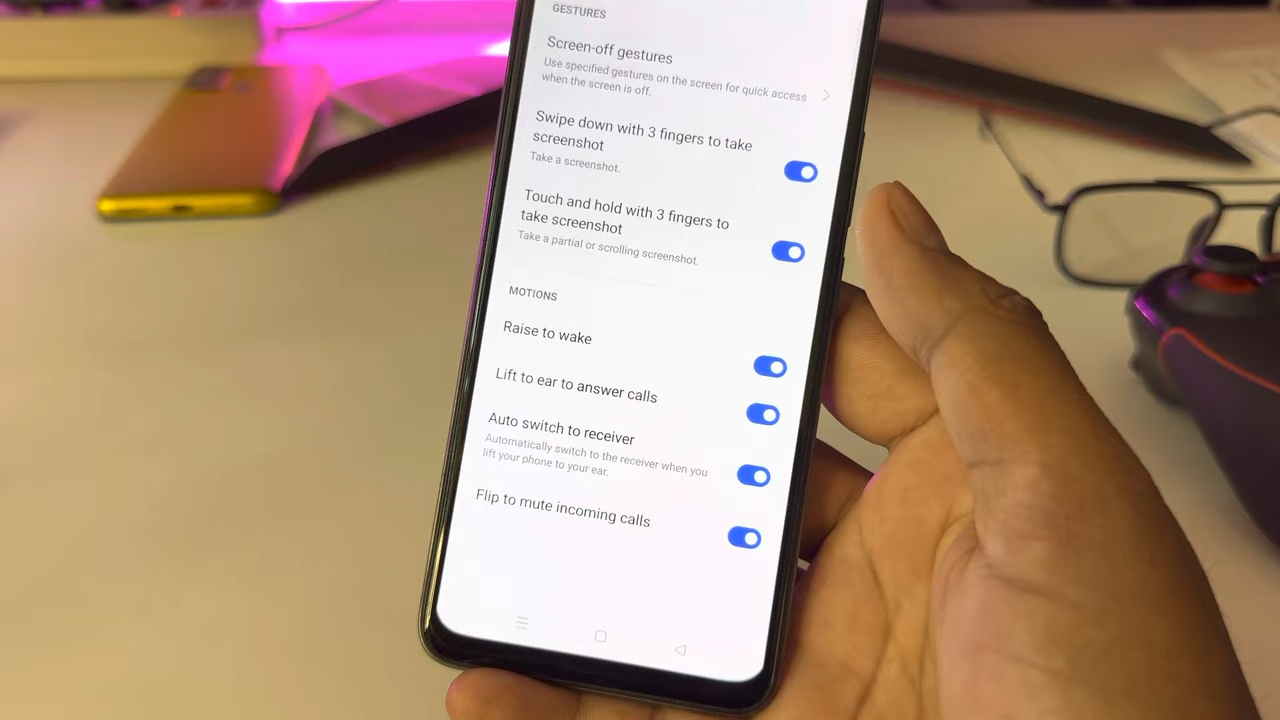 GESTURES
Screen-off gestures
Use specified gestures on the screen for quick access
when the screen is off.
Swipe down with 3 fingers to take
screenshot
Take a screenshot.
Touch and hold with 3 fingers to
take screenshot
Take a partial or scrolling screenshot.
MOTIONS
Raise to wake
Lift to ear to answer calls
Auto switch to receiver
Automatically switch to the receiver when you
lift your phone to your ear.
Flip to mute incoming calls